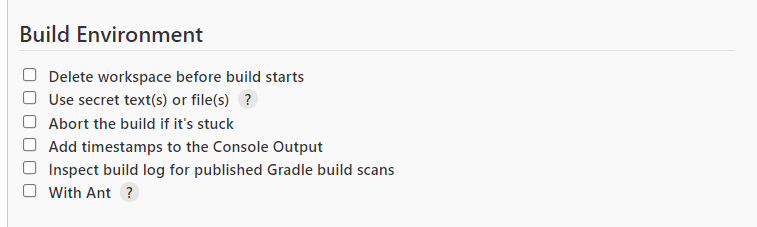 Build Environment
Delete workspace before build starts
Use secret text(s) or file(s) ?
Abort the build if it's stuck
Add timestamps to the Console Output
Inspect build log for published Gradle build scans
With Ant ?